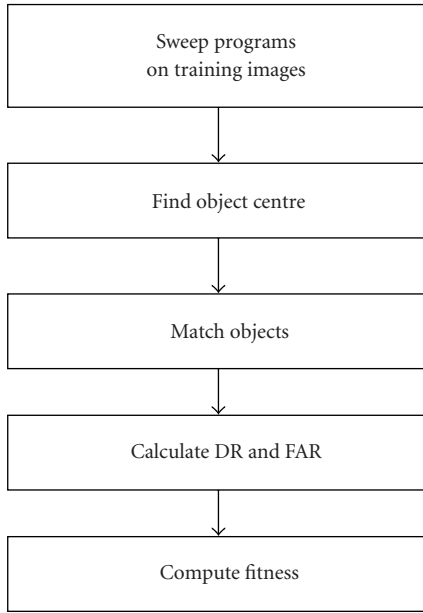 Sweep programs
on training images
Find object centre
Match objects
Calculate DR and FAR
Compute fitness